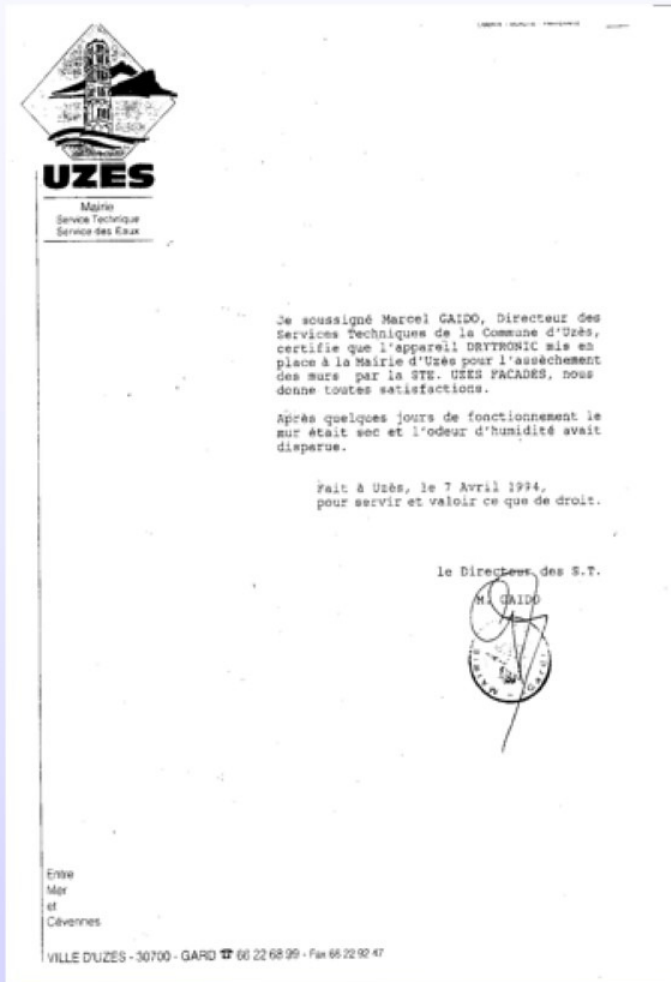 LIBERTÉ - ÉGALITÉ - FRATERNITÉ
UZES
Mairie
Service Technique
Service des Eaux
Je soussigné Marcel GAIDO, Directeur des
Services Techniques de la Commune d'Uzès,
certifie que l'appareil DRYTRONIC mis en
place à la Mairie d'Uzès pour l'assèchement
des murs par la STE. UZES FACADES, nous
donne toutes satisfactions.
Après quelques jours de fonctionnement le
mur était sec et l'odeur d'humidité avait
disparue.
Fait à Uzès, le 7 Avril 1994,
pour servir et valoir ce que de droit.
le Directeur des S.T.
M. GAIDO
Entre
Mer
et
Cévennes
VILLE D'UZES - 30700 - GARD ☎ 66 22 68 99 - Fax 66 22 92 47